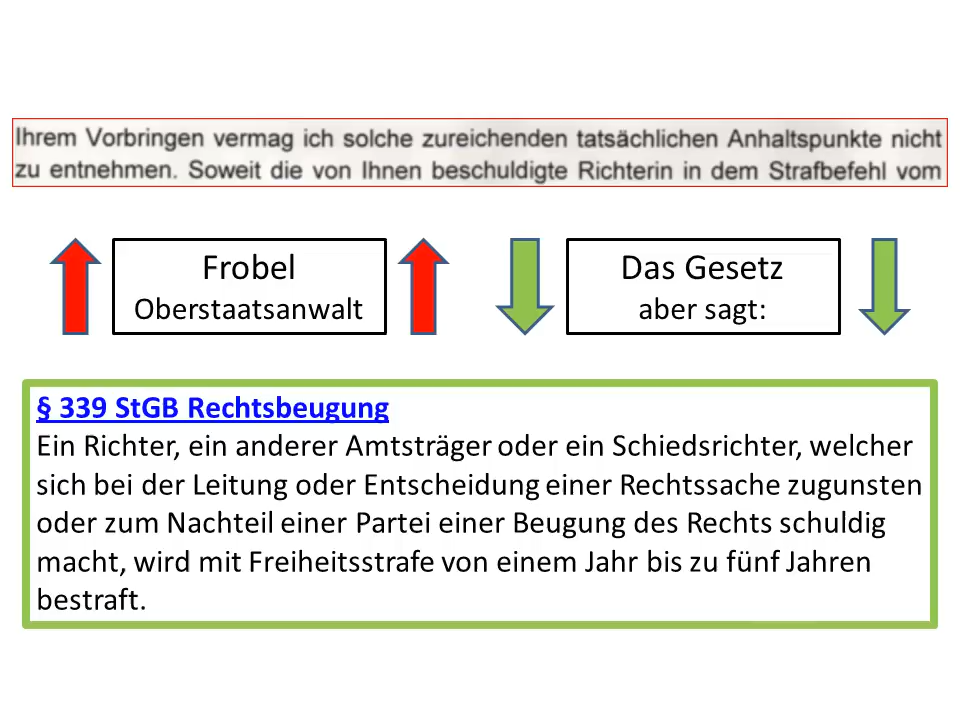 Ihrem Vorbringen vermag ich solche zureichenden tatsächlichen Anhaltspunkte nicht
zu entnehmen. Soweit die von Ihnen beschuldigte Richterin in dem Strafbefehl vom
Frobel
Oberstaatsanwalt
Das Gesetz
aber sagt:
§ 339 StGB Rechtsbeugung
Ein Richter, ein anderer Amtsträger oder ein Schiedsrichter, welcher
sich bei der Leitung oder Entscheidung einer Rechtssache zugunsten
oder zum Nachteil einer Partei einer Beugung des Rechts schuldig
macht, wird mit Freiheitsstrafe von einem Jahr bis zu fünf Jahren
bestraft.